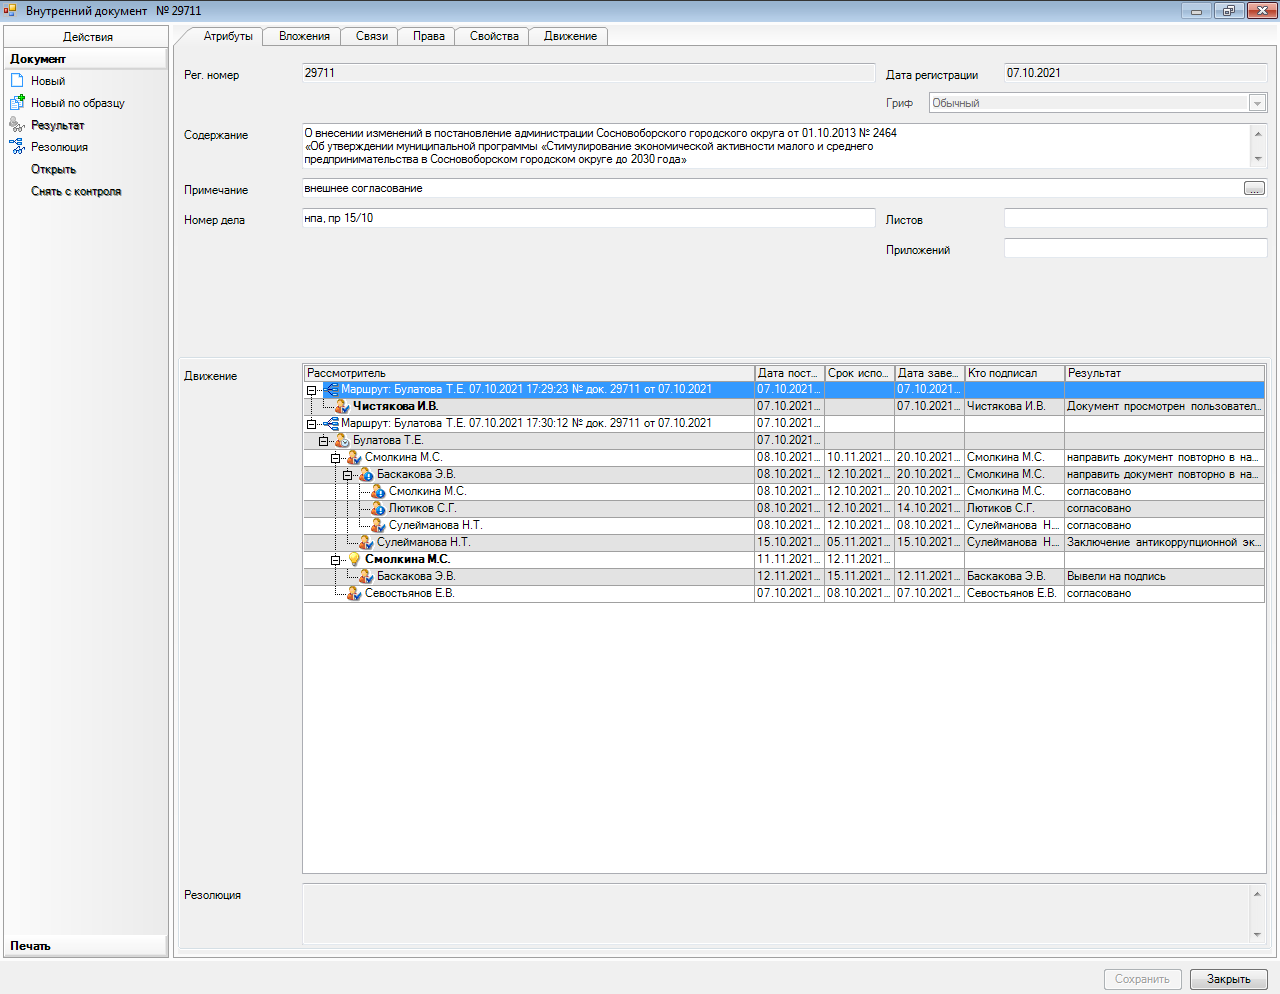 Внутренний документ № 29711
Действия
Документ
Новый
Новый по образцу
Результат
Резолюция
Открыть
Снять с контроля
Печать
Атрибуты Вложения Связи Права Свойства Движение
Рег. номер 29711 Дата регистрации 07.10.2021
Гриф Обычный
Содержание
О внесении изменений в постановление администрации Сосновоборского городского округа от 01.10.2013 № 2464
«Об утверждении муниципальной программы «Стимулирование экономической активности малого и среднего
предпринимательства в Сосновоборском городском округе до 2030 года»
Примечание внешнее согласование ...
Номер дела нпа, пр 15/10 Листов
Приложений
Движение
Рассмотритель Дата пост... Срок испо... Дата заве... Кто подписал Результат
Маршрут: Булатова Т.Е. 07.10.2021 17:29:23 № док. 29711 от 07.10.2021 07.10.2021... 07.10.2021...
Чистякова И.В. 07.10.2021... 07.10.2021... Чистякова И.В. Документ просмотрен пользовател...
Маршрут: Булатова Т.Е. 07.10.2021 17:30:12 № док. 29711 от 07.10.2021 07.10.2021...
Булатова Т.Е. 07.10.2021...
Смолкина М.С. 08.10.2021... 10.11.2021... 20.10.2021... Смолкина М.С. направить документ повторно в на...
Баскакова Э.В. 08.10.2021... 12.10.2021... 20.10.2021... Смолкина М.С. направить документ повторно в на...
Смолкина М.С. 08.10.2021... 12.10.2021... 20.10.2021... Смолкина М.С. согласовано
Лютиков С.Г. 08.10.2021... 12.10.2021... 14.10.2021... Лютиков С.Г. согласовано
Сулейманова Н.Т. 08.10.2021... 12.10.2021... 08.10.2021... Сулейманова Н.... согласовано
Сулейманова Н.Т. 15.10.2021... 05.11.2021... 15.10.2021... Сулейманова Н.... Заключение антикоррупционной эк...
Смолкина М.С. 11.11.2021... 12.11.2021...
Баскакова Э.В. 12.11.2021... 15.11.2021... 12.11.2021... Баскакова Э.В. Вывели на подпись
Севостьянов Е.В. 07.10.2021... 08.10.2021... 07.10.2021... Севостьянов Е.В. согласовано
Резолюция
Сохранить Закрыть